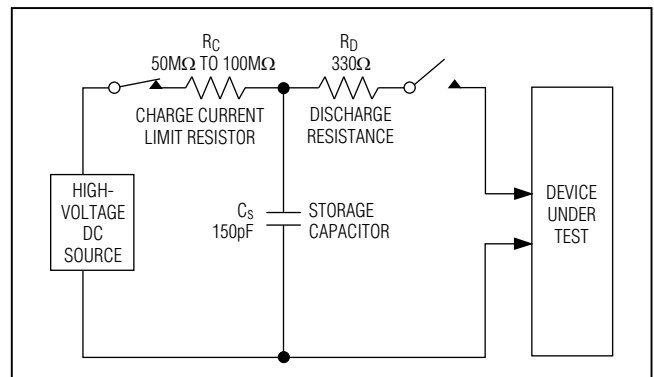 RC
50MΩ TO 100MΩ
CHARGE CURRENT
LIMIT RESISTOR
RD
330Ω
DISCHARGE
RESISTANCE
HIGH-
VOLTAGE
DC
SOURCE
CS
150pF
STORAGE
CAPACITOR
DEVICE
UNDER
TEST